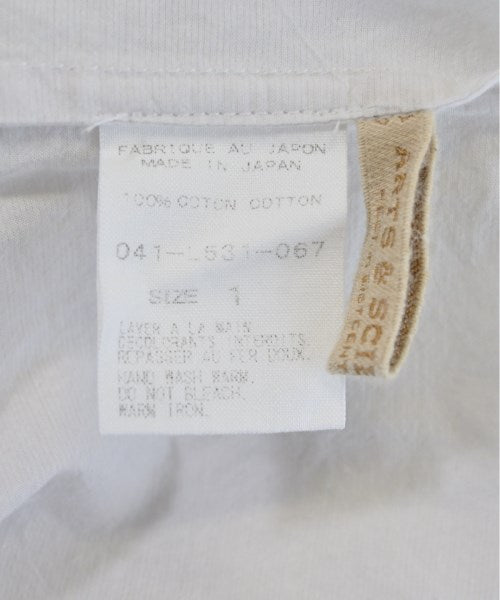 FABRIQUE AU JAPON
MADE IN JAPAN
100% COTON COTTON
041-L531-067
SIZE 1
LAVER A LA MAIN
DECOLORANTS INTERDITS.
REPASSER AU FER DOUX.
HAND WASH WARM.
DO NOT BLEACH.
WARM IRON.
ARTS & SCI